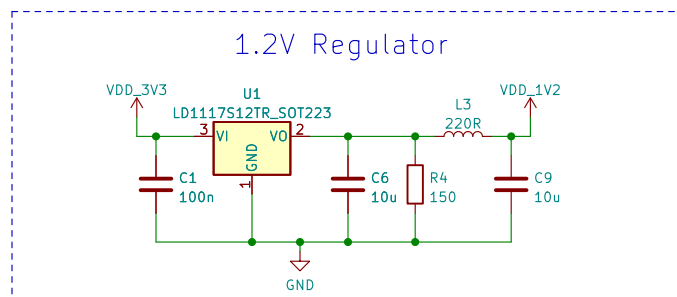 1.2V Regulator
VDD_3V3
U1
LD1117S12TR_SOT223
VDD_1V2
L3
220R
3
VI
VO
2
GND
1
C1
100n
C6
10u
R4
150
C9
10u
GND